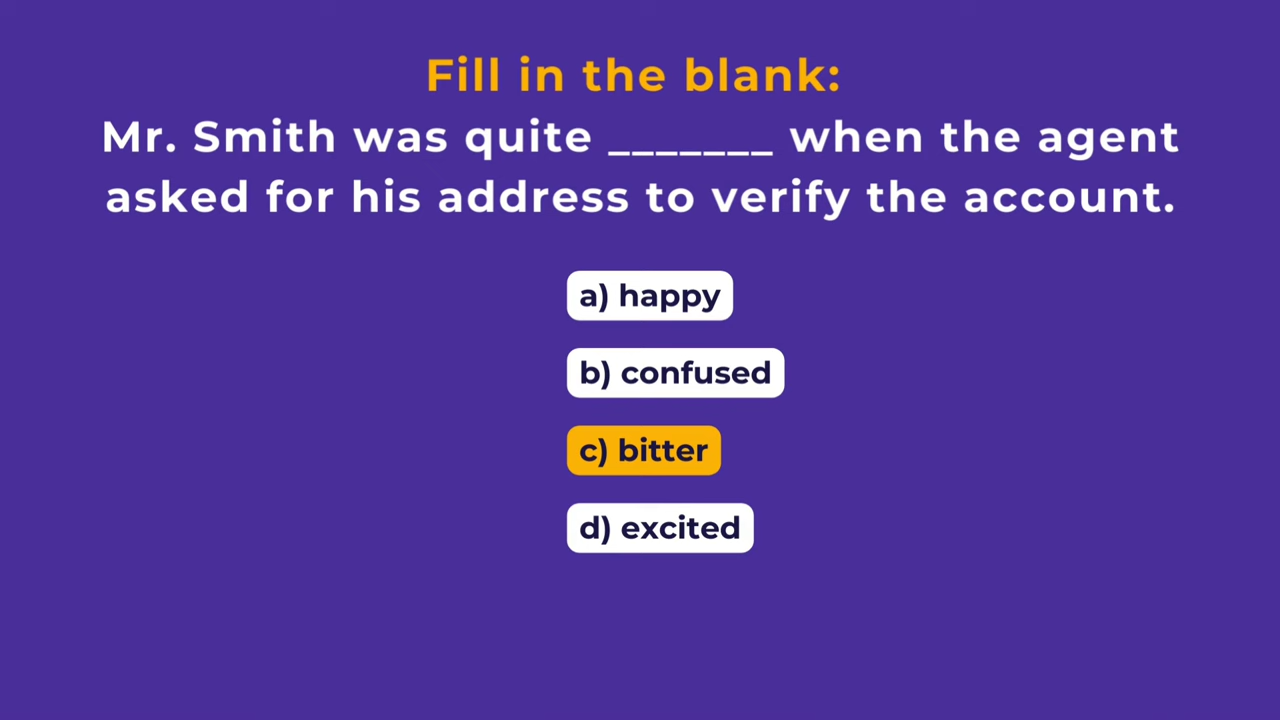 Fill in the blank:
Mr. Smith was quite _______ when the agent
asked for his address to verify the account.
a) happy
b) confused
c) bitter
d) excited